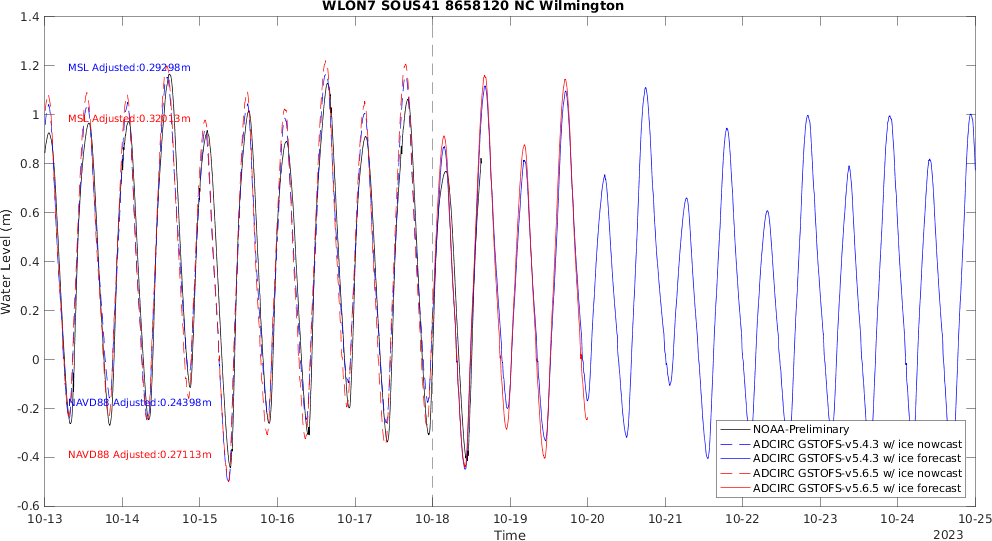 WLON7 SOUS41 8658120 NC Wilmington
1.4
1.2
1
0.8
0.6
0.4
0.2
0
-0.2
-0.4
-0.6
Water Level (m)
MSL Adjusted:0.29298m
MSL Adjusted:0.32013m
NAVD88 Adjusted:0.24398m
NAVD88 Adjusted:0.27113m
NOAA-Preliminary
ADCIRC GSTOFS-v5.4.3 w/ ice nowcast
ADCIRC GSTOFS-v5.4.3 w/ ice forecast
ADCIRC GSTOFS-v5.6.5 w/ ice nowcast
ADCIRC GSTOFS-v5.6.5 w/ ice forecast
10-13 10-14 10-15 10-16 10-17 10-18 10-19 10-20 10-21 10-22 10-23 10-24 10-25
Time
2023